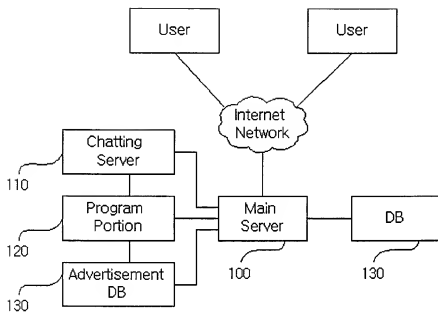 User
User
Internet
Network
Chatting
Server
110
Program
Portion
120
Main
Server
100
DB
130
Advertisement
DB
130